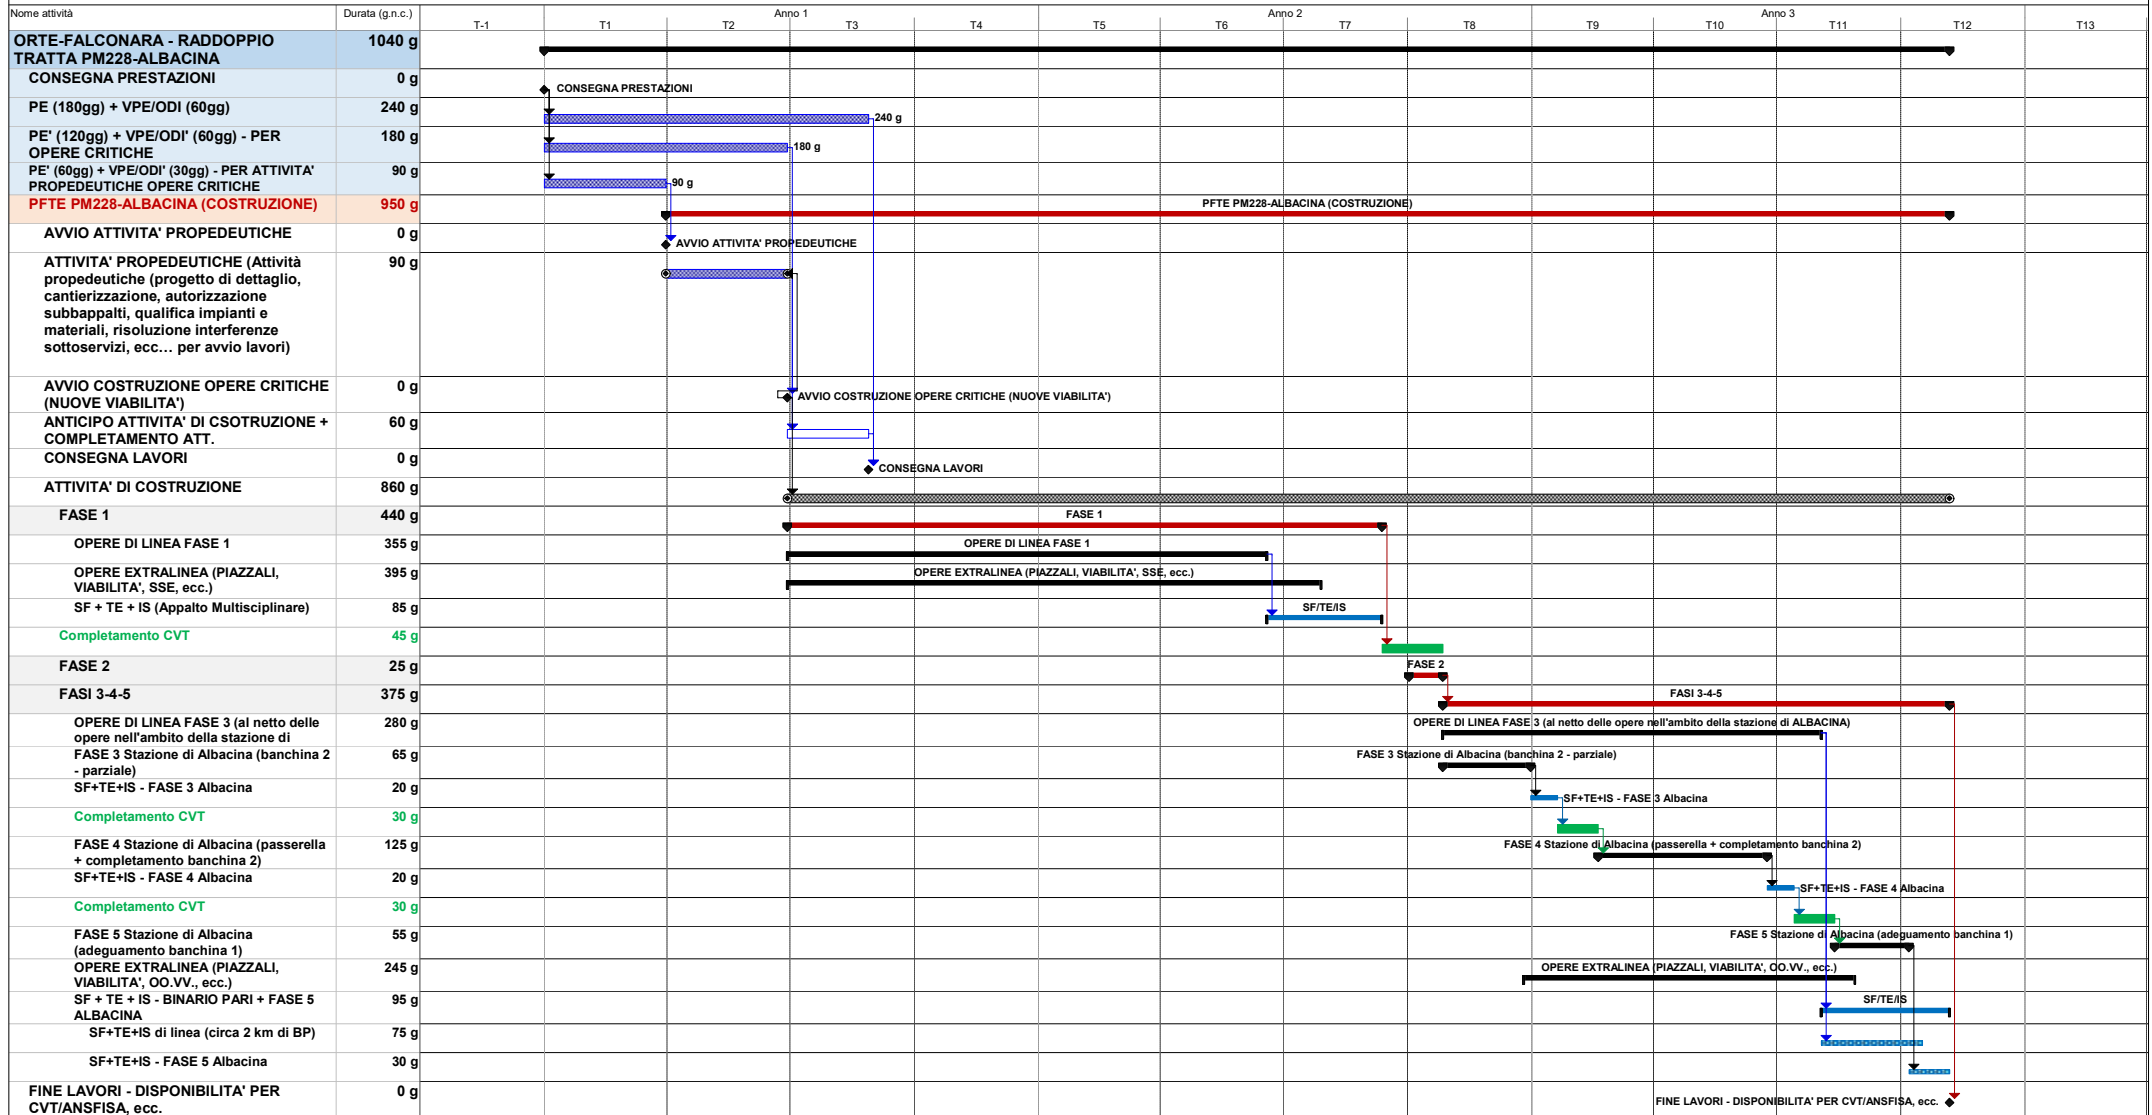 Nome attività Durata (g.n.c.) Anno 1 Anno 2 Anno 3
T-1 T1 T2 T3 T4 T5 T6 T7 T8 T9 T10 T11 T12 T13
ORTE-FALCONARA - RADDOPPIO 1040 g
TRATTA PM228-ALBACINA
CONSEGNA PRESTAZIONI 0 g
CONSEGNA PRESTAZIONI
PE (180gg) + VPE/ODI (60gg) 240 g
240 g
PE' (120gg) + VPE/ODI' (60gg) - PER 180 g
OPERE CRITICHE
180 g
PE' (60gg) + VPE/ODI' (30gg) - PER ATTIVITA' 90 g
PROPEDEUTICHE OPERE CRITICHE
90 g
PFTE PM228-ALBACINA (COSTRUZIONE) 950 g
PFTE PM228-ALBACINA (COSTRUZIONE)
AVVIO ATTIVITA' PROPEDEUTICHE 0 g
AVVIO ATTIVITA' PROPEDEUTICHE
ATTIVITA' PROPEDEUTICHE (Attività 90 g
propedeutiche (progetto di dettaglio,
cantierizzazione, autorizzazione
subbappalti, qualifica impianti e
materiali, risoluzione interferenze
sottoservizi, ecc... per avvio lavori)
AVVIO COSTRUZIONE OPERE CRITICHE 0 g
(NUOVE VIABILITA')
AVVIO COSTRUZIONE OPERE CRITICHE (NUOVE VIABILITA')
ANTICIPO ATTIVITA' DI CSOTRUZIONE + 60 g
COMPLETAMENTO ATT.
CONSEGNA LAVORI 0 g
CONSEGNA LAVORI
ATTIVITA' DI COSTRUZIONE 860 g
FASE 1 440 g
FASE 1
OPERE DI LINEA FASE 1 355 g
OPERE DI LINEA FASE 1
OPERE EXTRALINEA (PIAZZALI, 395 g
VIABILITA', SSE, ecc.)
OPERE EXTRALINEA (PIAZZALI, VIABILITA', SSE, ecc.)
SF + TE + IS (Appalto Multisciplinare) 85 g
SF/TE/IS
Completamento CVT 45 g
FASE 2 25 g
FASE 2
FASI 3-4-5 375 g
FASI 3-4-5
OPERE DI LINEA FASE 3 (al netto delle 280 g
opere nell'ambito della stazione di
OPERE DI LINEA FASE 3 (al netto delle opere nell'ambito della stazione di ALBACINA)
FASE 3 Stazione di Albacina (banchina 2 65 g
- parziale)
FASE 3 Stazione di Albacina (banchina 2 - parziale)
SF+TE+IS - FASE 3 Albacina 20 g
SF+TE+IS - FASE 3 Albacina
Completamento CVT 30 g
FASE 4 Stazione di Albacina (passerella 125 g
+ completamento banchina 2)
FASE 4 Stazione di Albacina (passerella + completamento banchina 2)
SF+TE+IS - FASE 4 Albacina 20 g
SF+TE+IS - FASE 4 Albacina
Completamento CVT 30 g
FASE 5 Stazione di Albacina 55 g
(adeguamento banchina 1)
FASE 5 Stazione di Albacina (adeguamento banchina 1)
OPERE EXTRALINEA (PIAZZALI, 245 g
VIABILITA', OO.VV., ecc.)
OPERE EXTRALINEA (PIAZZALI, VIABILITA', OO.VV., ecc.)
SF + TE + IS - BINARIO PARI + FASE 5 95 g
ALBACINA
SF/TE/IS
SF+TE+IS di linea (circa 2 km di BP) 75 g
SF+TE+IS - FASE 5 Albacina 30 g
FINE LAVORI - DISPONIBILITA' PER 0 g
CVT/ANSFISA, ecc.
FINE LAVORI - DISPONIBILITA' PER CVT/ANSFISA, ecc.